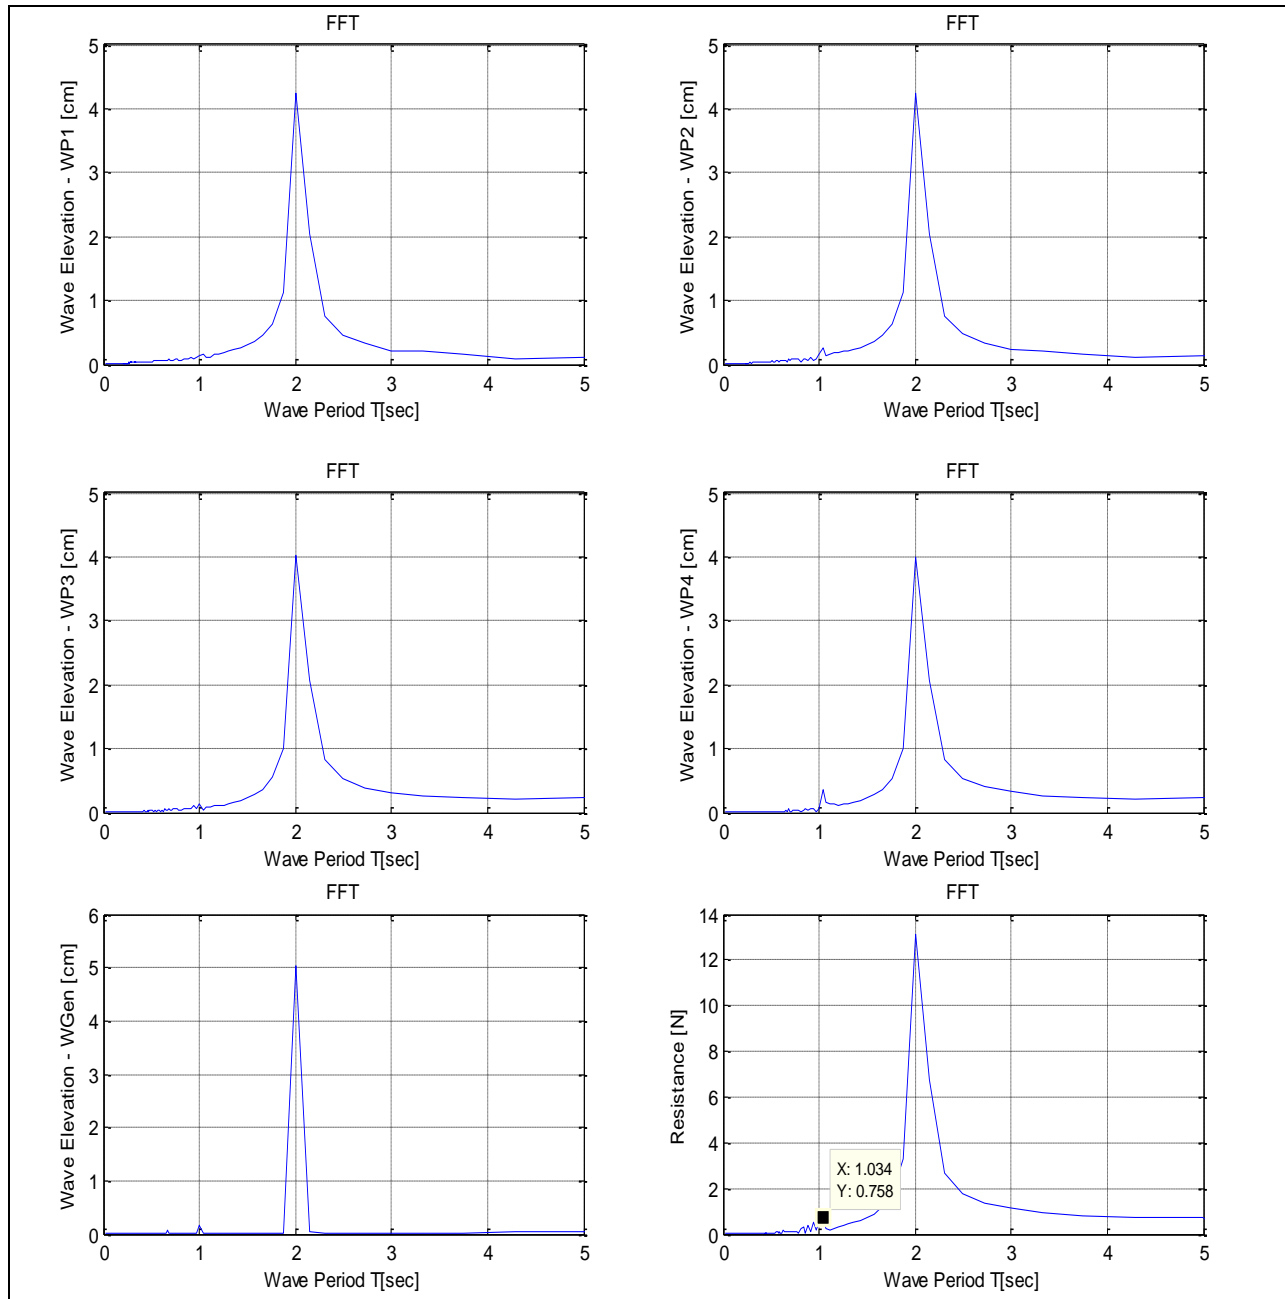 FFT
5
4
3
2
1
0
Wave Elevation - WP1 [cm]
0 1 2 3 4 5
Wave Period T[sec]
FFT
5
4
3
2
1
0
Wave Elevation - WP2 [cm]
0 1 2 3 4 5
Wave Period T[sec]
FFT
5
4
3
2
1
0
Wave Elevation - WP3 [cm]
0 1 2 3 4 5
Wave Period T[sec]
FFT
5
4
3
2
1
0
Wave Elevation - WP4 [cm]
0 1 2 3 4 5
Wave Period T[sec]
FFT
6
5
4
3
2
1
0
Wave Elevation - WGen [cm]
0 1 2 3 4 5
Wave Period T[sec]
FFT
14
12
10
8
6
4
2
0
Resistance [N]
X: 1.034
Y: 0.758
0 1 2 3 4 5
Wave Period T[sec]